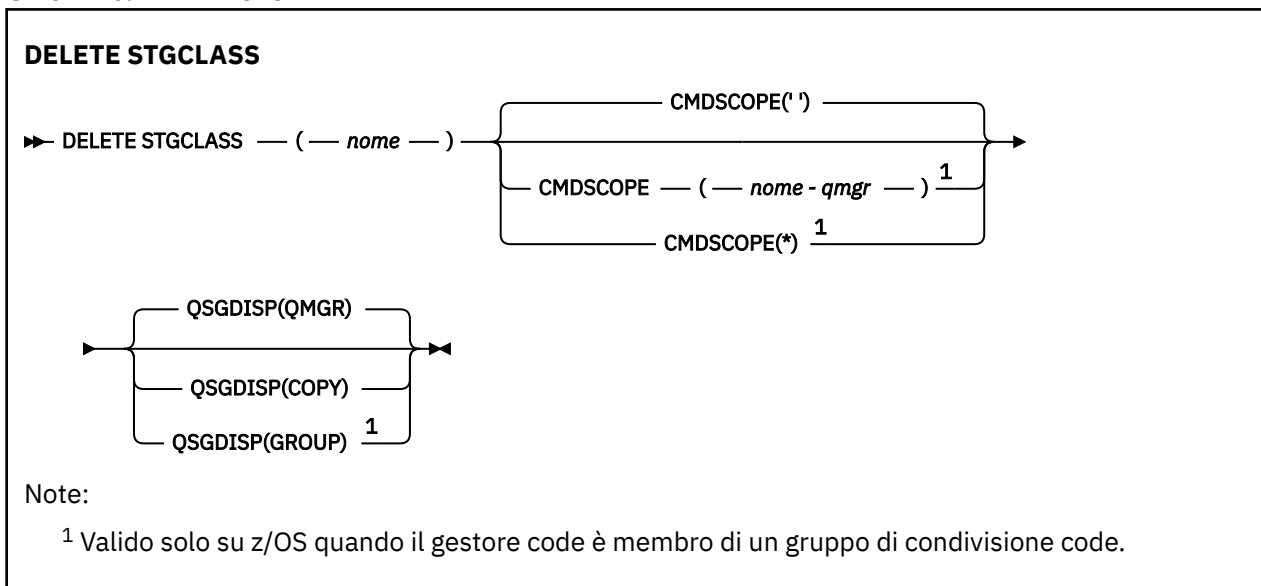 DELETE STGCLASS
CMDSCOPE(' ')
DELETE STGCLASS ( nome )
CMDSCOPE ( nome - qmgr ) 1
CMDSCOPE(*) 1
QSGDISP(QMGR)
QSGDISP(COPY)
QSGDISP(GROUP) 1
Note:
1 Valido solo su z/OS quando il gestore code è membro di un gruppo di condivisione code.